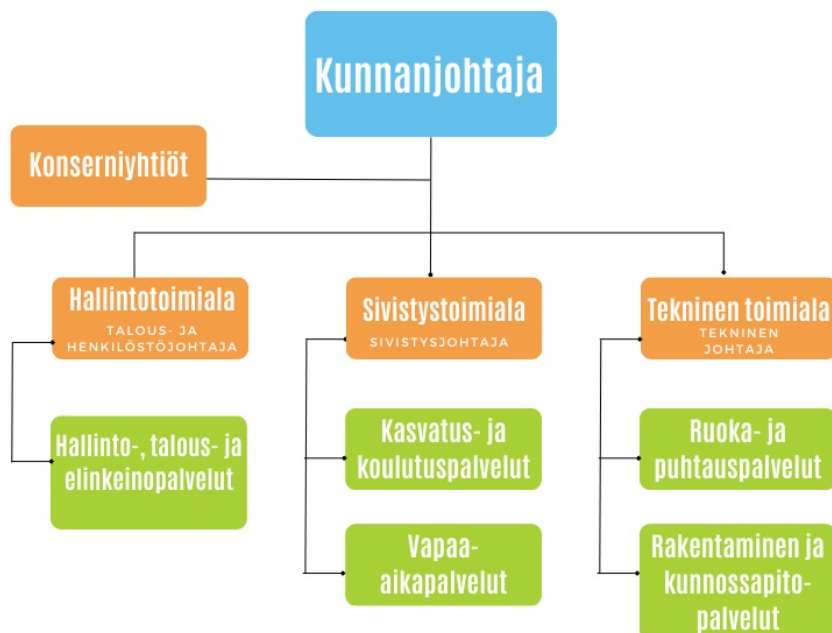 Kunnanjohtaja
Konserniyhtiöt
Hallintotoimiala
TALOUS- JA
HENKILÖSTÖJOHTAJA
Hallinto-, talous- ja
elinkeinopalvelut
Sivistystoimiala
SIVISTYSJOHTAJA
Kasvatus- ja
koulutuspalvelut
Vapaa-
aikapalvelut
Tekninen toimiala
TEKNINEN
JOHTAJA
Ruoka- ja
puhtauspalvelut
Rakentaminen ja
kunnossapito-
palvelut